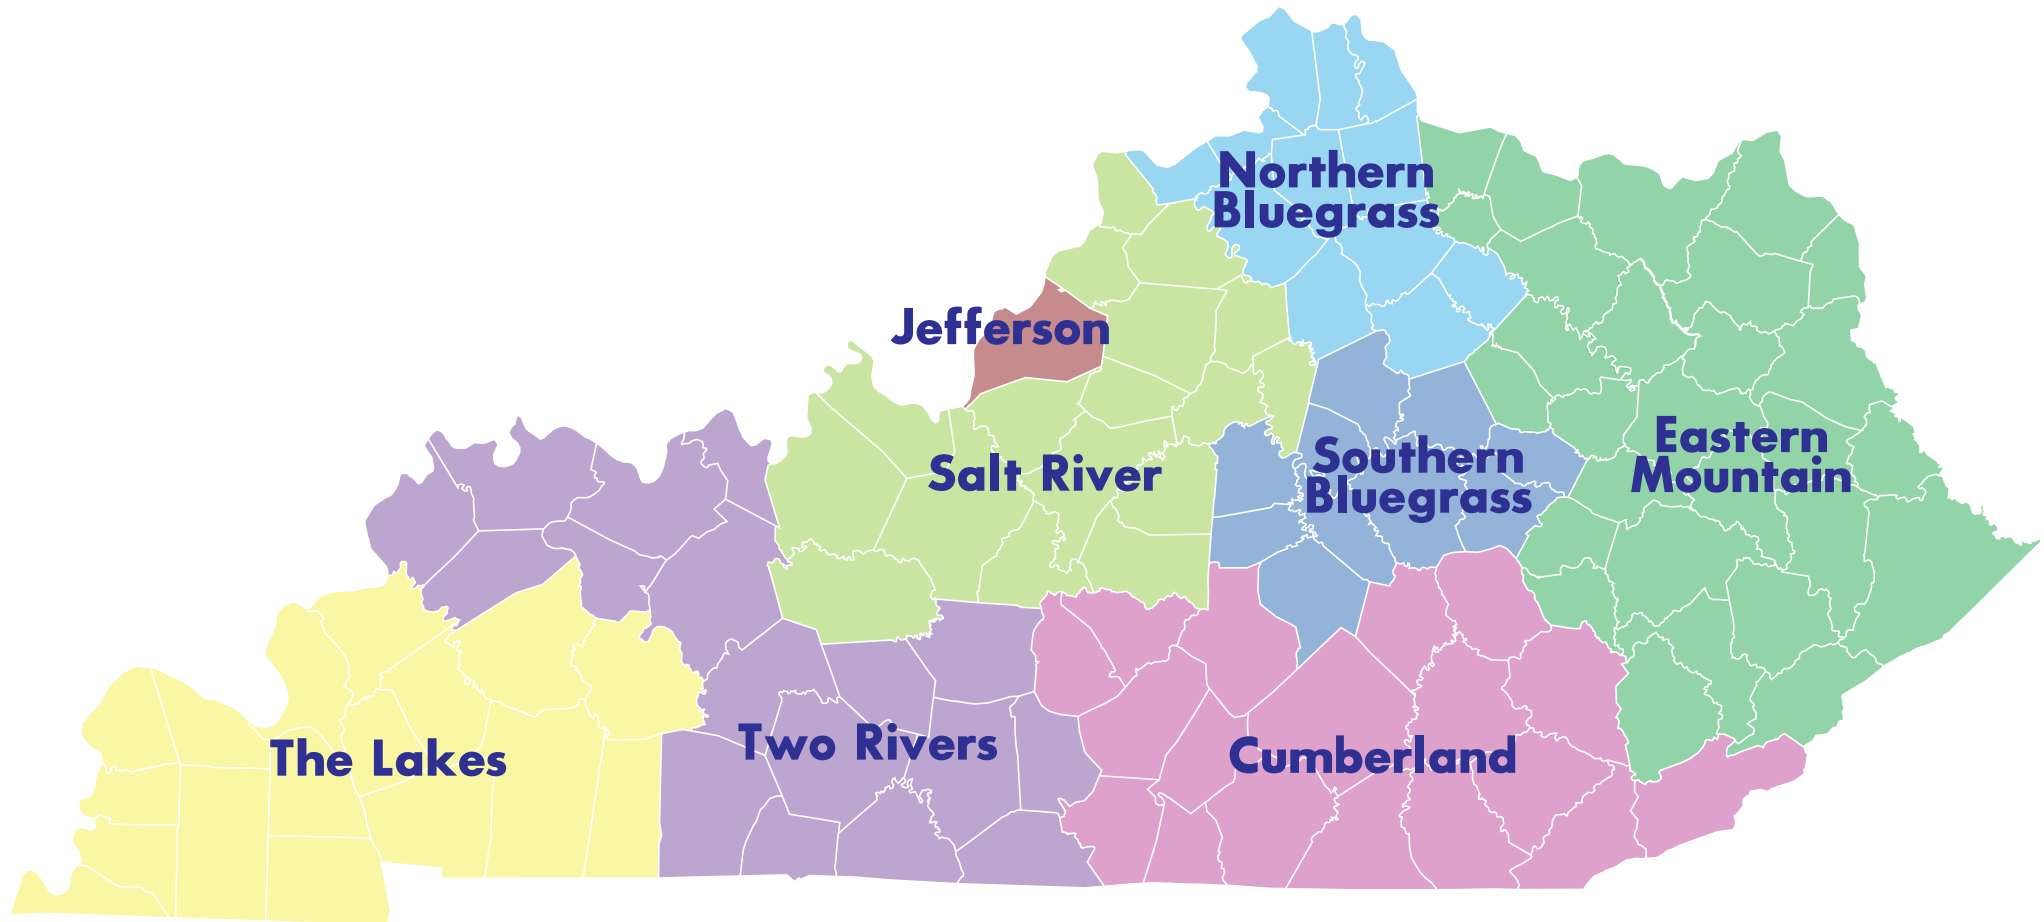 Northern
Bluegrass
Jefferson
Salt River
Southern
Bluegrass
Eastern
Mountain
The Lakes
Two Rivers
Cumberland